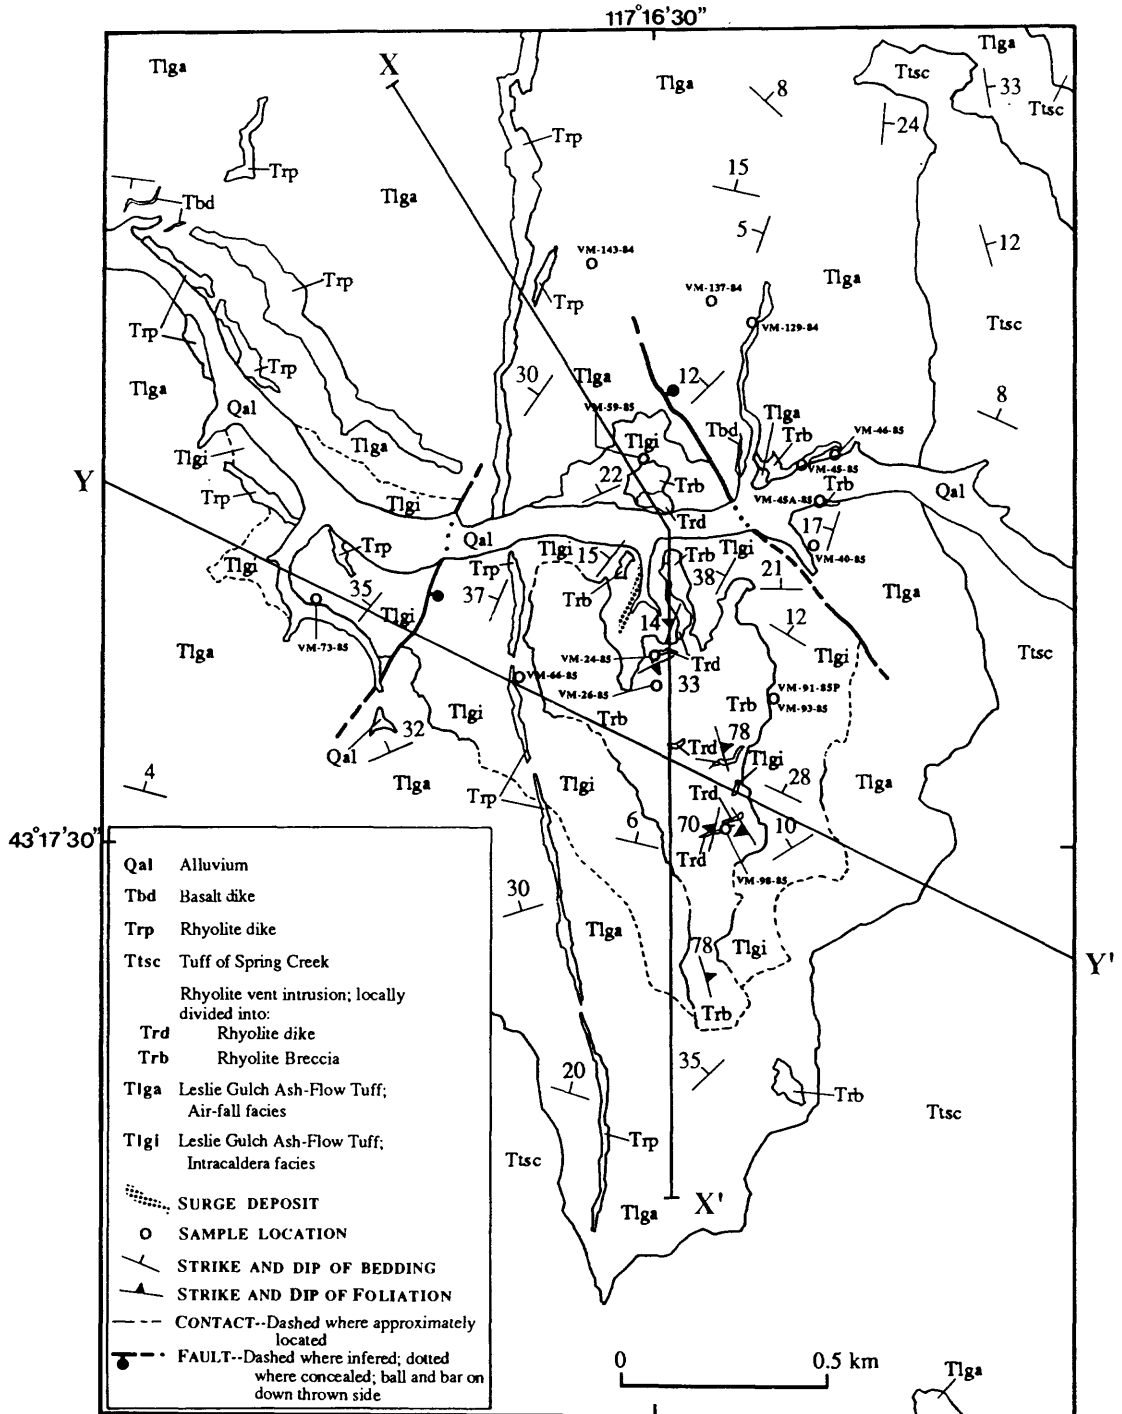 117°16'30"
Tlga
X
Tlga
Tlga
Ttsc
33
Ttsc
8
24
Trp
Trp
15
Tlga
Tbd
5
12
VM-143-84
Trp
VM-137-84
Tlga
Trp
Trp
VM-129-84
Ttsc
Trp
30
Tlga
12
Tlga
8
Qal
VM-59-85
Tlga
Tlga
Tbd
Trb
VM-46-85
Tlgi
Tlgi
VM-45-85
Y
Trp
22
Trb
Trb
Tlgi
VM-45A-85
Qal
Trd
17
Qal
Trp
Tlgi
15
Trb
Tlgi
VM-40-85
Tlgi
Trp
38
21
35
37
Trb
Tlga
Tlgi
14
12
VM-73-85
Tlga
VM-24-85
Trd
Tlgi
Ttsc
VM-66-85
VM-26-85
33
VM-91-85P
Tlgi
Trb
Trb
VM-93-85
32
78
Qal
Trd
Tlgi
4
Tlga
Tlgi
28
Tlga
Trp
Trd
43°17'30"
6
70
10
Trd
VM-98-85
30
Tlga
78
Tlgi
Y'
Trb
20
35
Trb
Ttsc
Trp
Ttsc
Tlga
X'
Qal Alluvium
Tbd Basalt dike
Trp Rhyolite dike
Ttsc Tuff of Spring Creek
Rhyolite vent intrusion; locally
divided into:
Trd Rhyolite dike
Trb Rhyolite Breccia
Tlga Leslie Gulch Ash-Flow Tuff;
Air-fall facies
Tlgi Leslie Gulch Ash-Flow Tuff;
Intracaldera facies
SURGE DEPOSIT
SAMPLE LOCATION
STRIKE AND DIP OF BEDDING
STRIKE AND DIP OF FOLIATION
CONTACT--Dashed where approximately
located
FAULT--Dashed where infered; dotted
where concealed; ball and bar on
down thrown side
0 0.5 km
Tlga